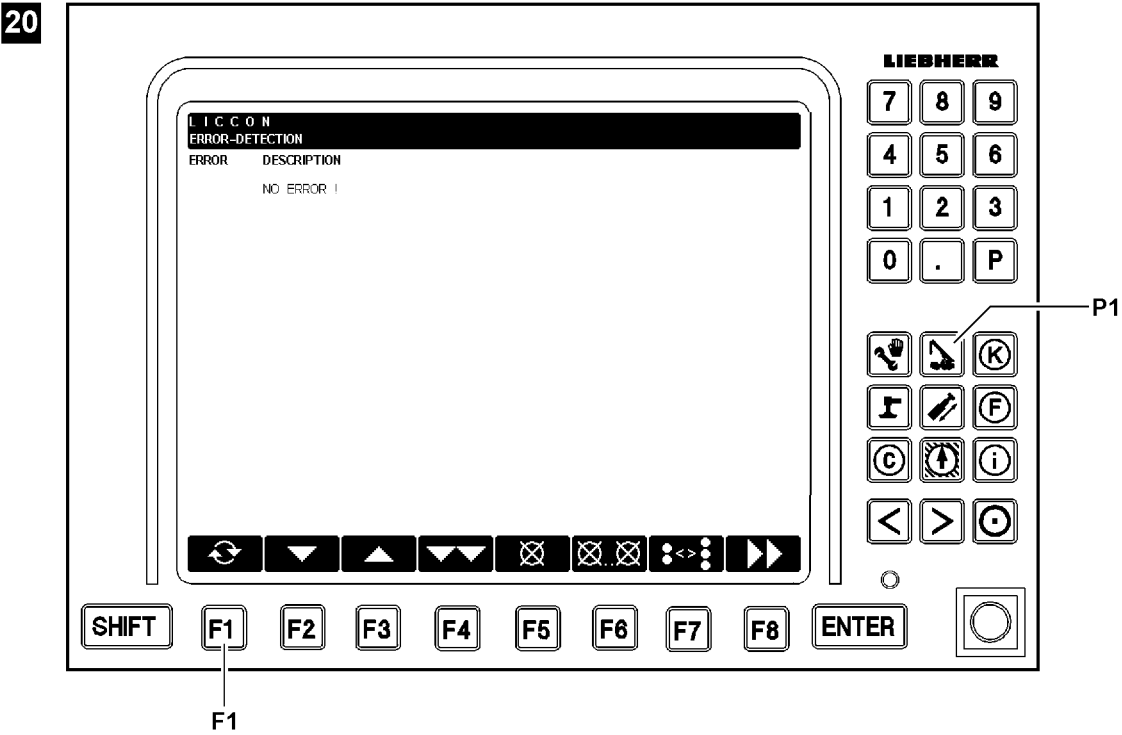 20
LIEBHERR
L I C C O N
ERROR-DETECTION
ERROR DESCRIPTION
NO ERROR !
7 8 9
4 5 6
1 2 3
0 . P
P1
K
F
C i
< > 
<>
SHIFT F1 F2 F3 F4 F5 F6 F7 F8 ENTER
F1